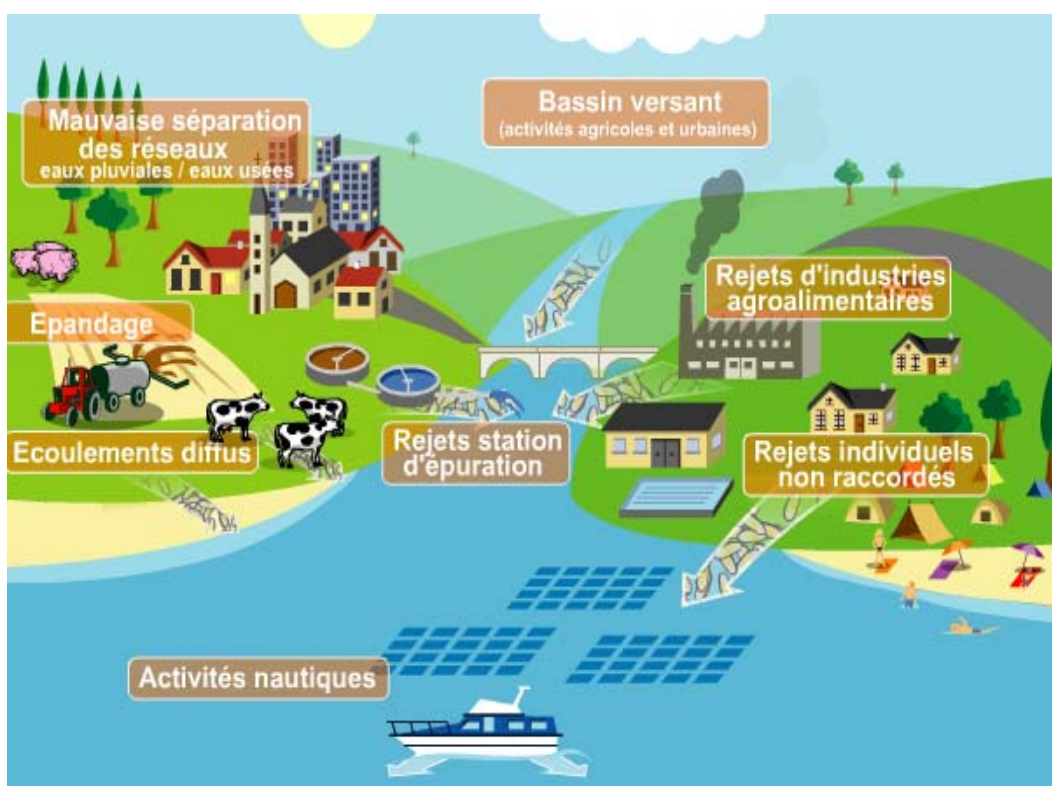 Mauvaise séparation
des réseaux
eaux pluviales / eaux usées
Bassin versant
(activités agricoles et urbaines)
Rejets d'industries
agroalimentaires
Epandage
Ecoulements diffus
Rejets station
d'épuration
Rejets individuels
non raccordés
Activités nautiques